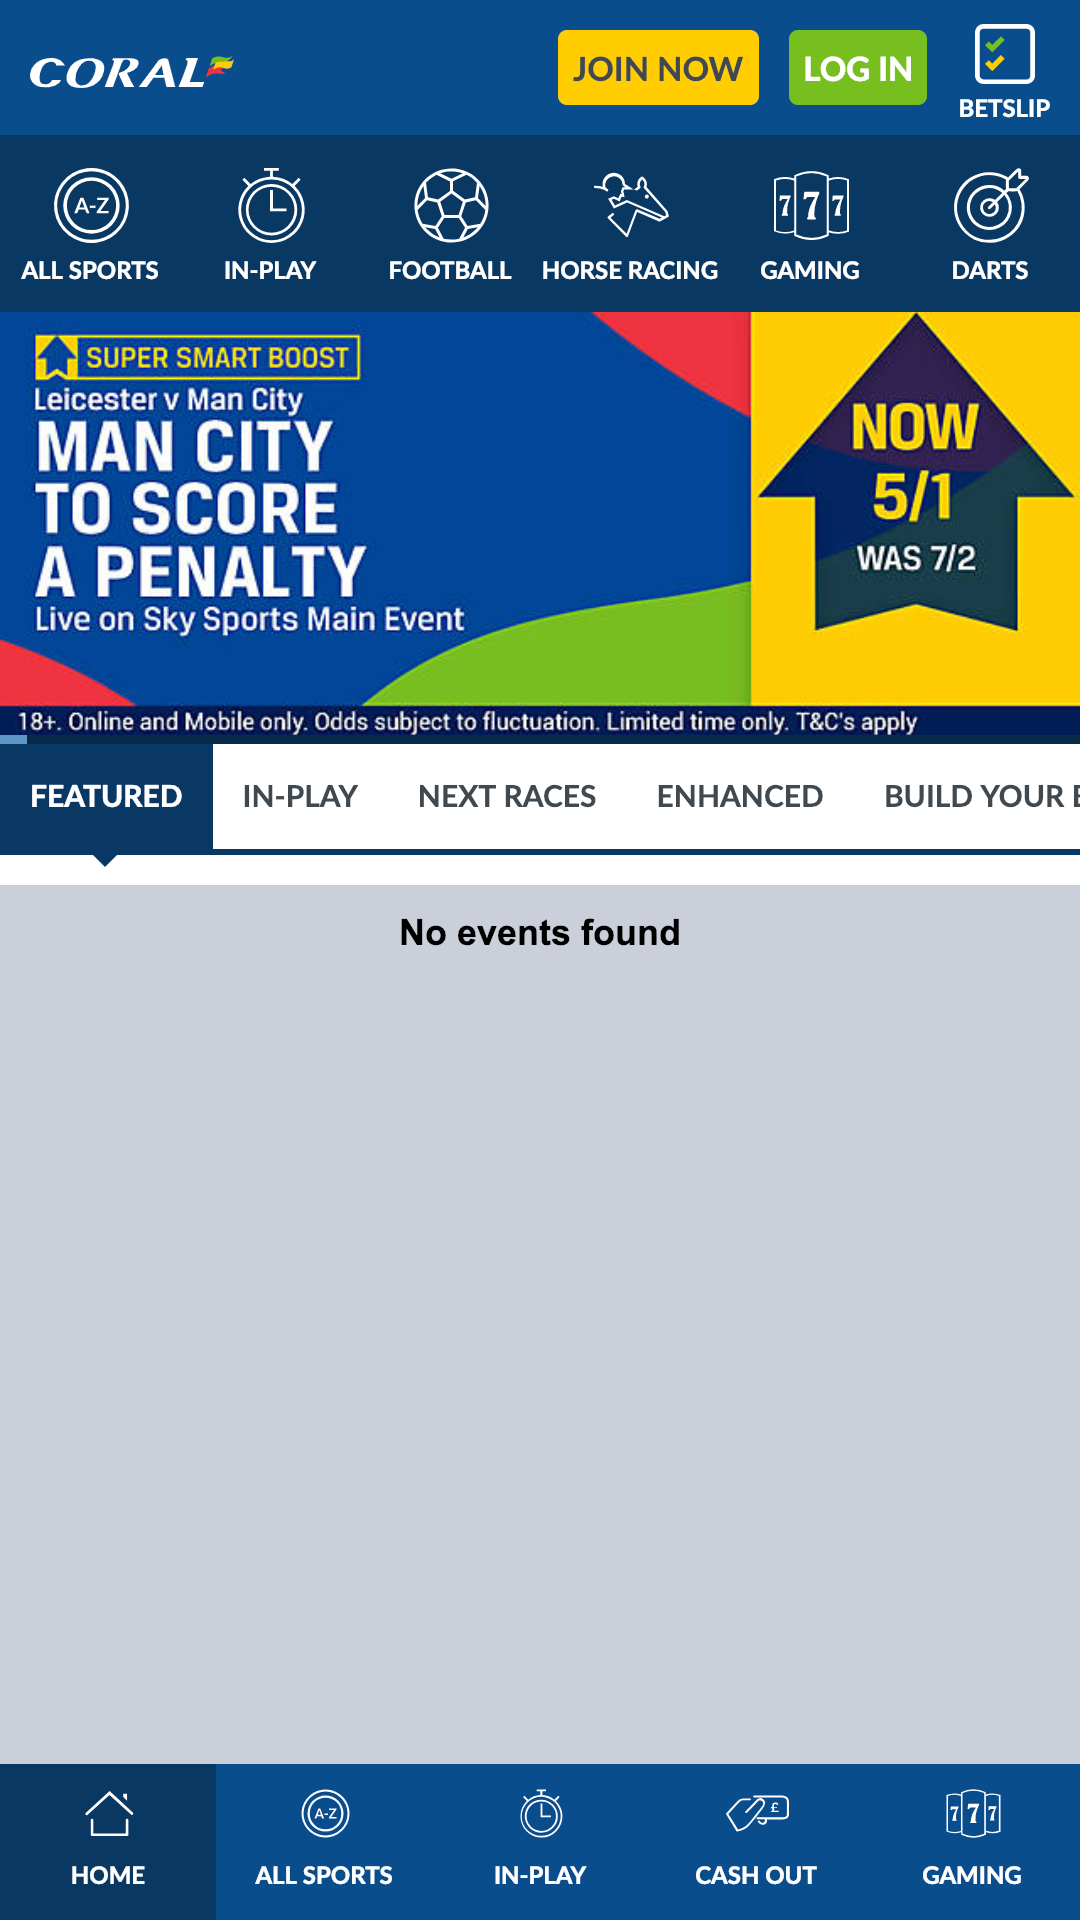 CORAL
JOIN NOW
LOG IN
BETSLIP
A-Z
7 7 7
ALL SPORTS
IN-PLAY
FOOTBALL
HORSE RACING
GAMING
DARTS
SUPER SMART BOOST
Leicester v Man City
MAN CITY
TO SCORE
A PENALTY
Live on Sky Sports Main Event
NOW
5/1
WAS 7/2
18+. Online and Mobile only. Odds subject to fluctuation. Limited time only. T&C's apply
FEATURED
IN-PLAY
NEXT RACES
ENHANCED
BUILD YOUR
No events found
A-Z
£
7 7 7
HOME
ALL SPORTS
IN-PLAY
CASH OUT
GAMING